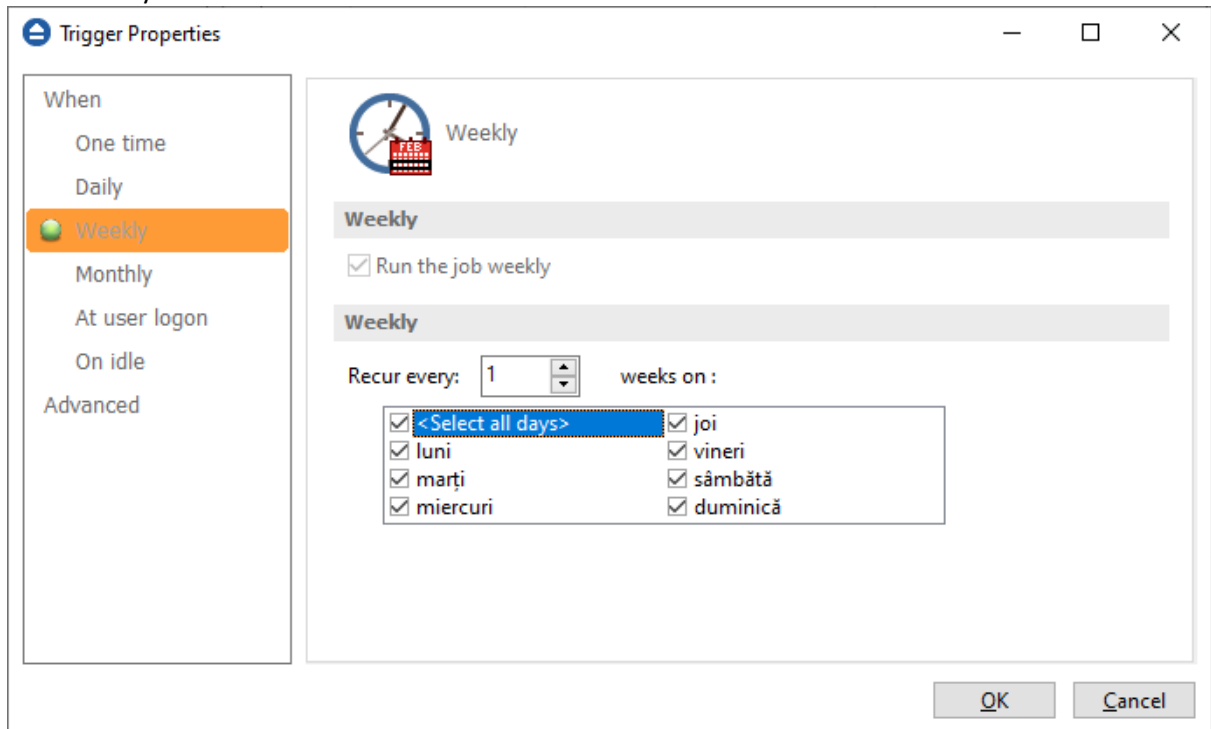 Trigger Properties
When
One time
Daily
Weekly
Monthly
At user logon
On idle
Advanced
FEB
Weekly
Weekly
Run the job weekly
Weekly
Recur every: 1 weeks on :
<Select all days> joi
luni vineri
marți sâmbătă
miercuri duminică
OK Cancel